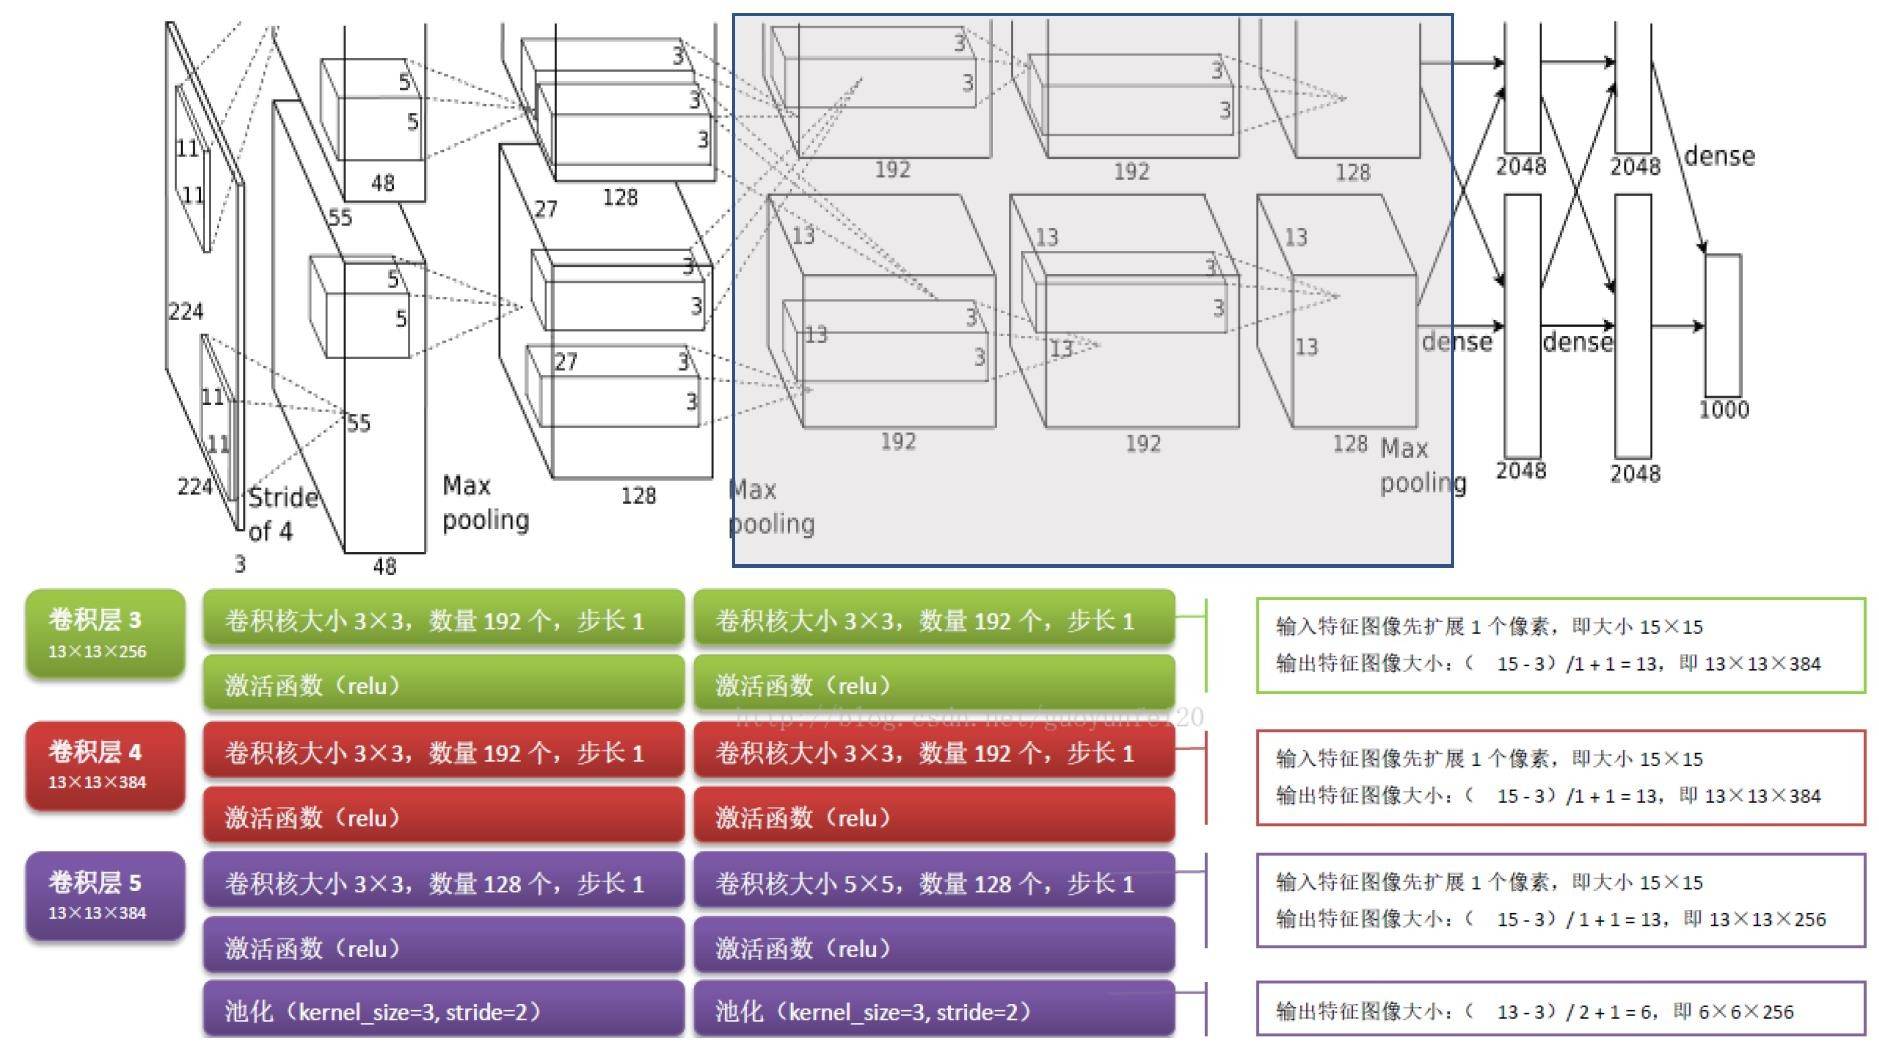 3
3
3
5
3
3
5
3
3
3
11
48
128
192
192
128
2048
2048
dense
11
55
27
13
13
13
3
3
3
5
3
3
5
224
3
13
3
13
13
27
3
dense
dense
11
3
55
1000
11
192
192
128
Max
pooling
2048
2048
224
Stride
of 4
Max
pooling
128
Max
pooling
3
48
卷积层 3
13×13×256
卷积核大小 3×3，数量 192 个，步长 1
卷积核大小 3×3，数量 192 个，步长 1
输入特征图像先扩展 1 个像素，即大小 15×15
输出特征图像大小：（ 15 - 3）/1 + 1 = 13，即 13×13×384
激活函数（relu）
激活函数（relu）
http://blog.csdn.net/guoyunfei20
卷积层 4
13×13×384
卷积核大小 3×3，数量 192 个，步长 1
卷积核大小 3×3，数量 192 个，步长 1
输入特征图像先扩展 1 个像素，即大小 15×15
输出特征图像大小：（ 15 - 3）/1 + 1 = 13，即 13×13×384
激活函数（relu）
激活函数（relu）
卷积层 5
13×13×384
卷积核大小 3×3，数量 128 个，步长 1
卷积核大小 5×5，数量 128 个，步长 1
输入特征图像先扩展 1 个像素，即大小 15×15
输出特征图像大小：（ 15 - 3）/ 1 + 1 = 13，即 13×13×256
激活函数（relu）
激活函数（relu）
池化（kernel_size=3, stride=2）
池化（kernel_size=3, stride=2）
输出特征图像大小：（ 13 - 3）/ 2 + 1 = 6，即 6×6×256